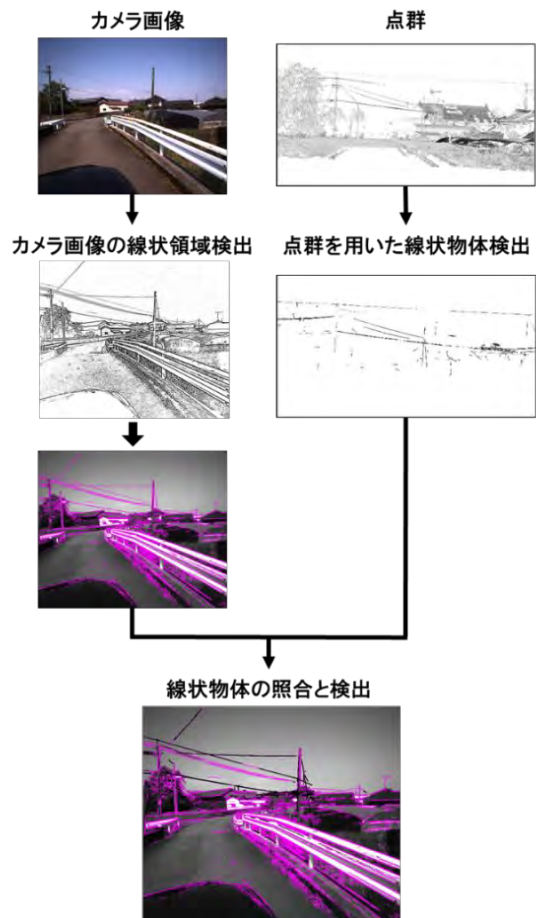 カメラ画像
点群
カメラ画像の線状領域検出
点群を用いた線状物体検出
線状物体の照合と検出